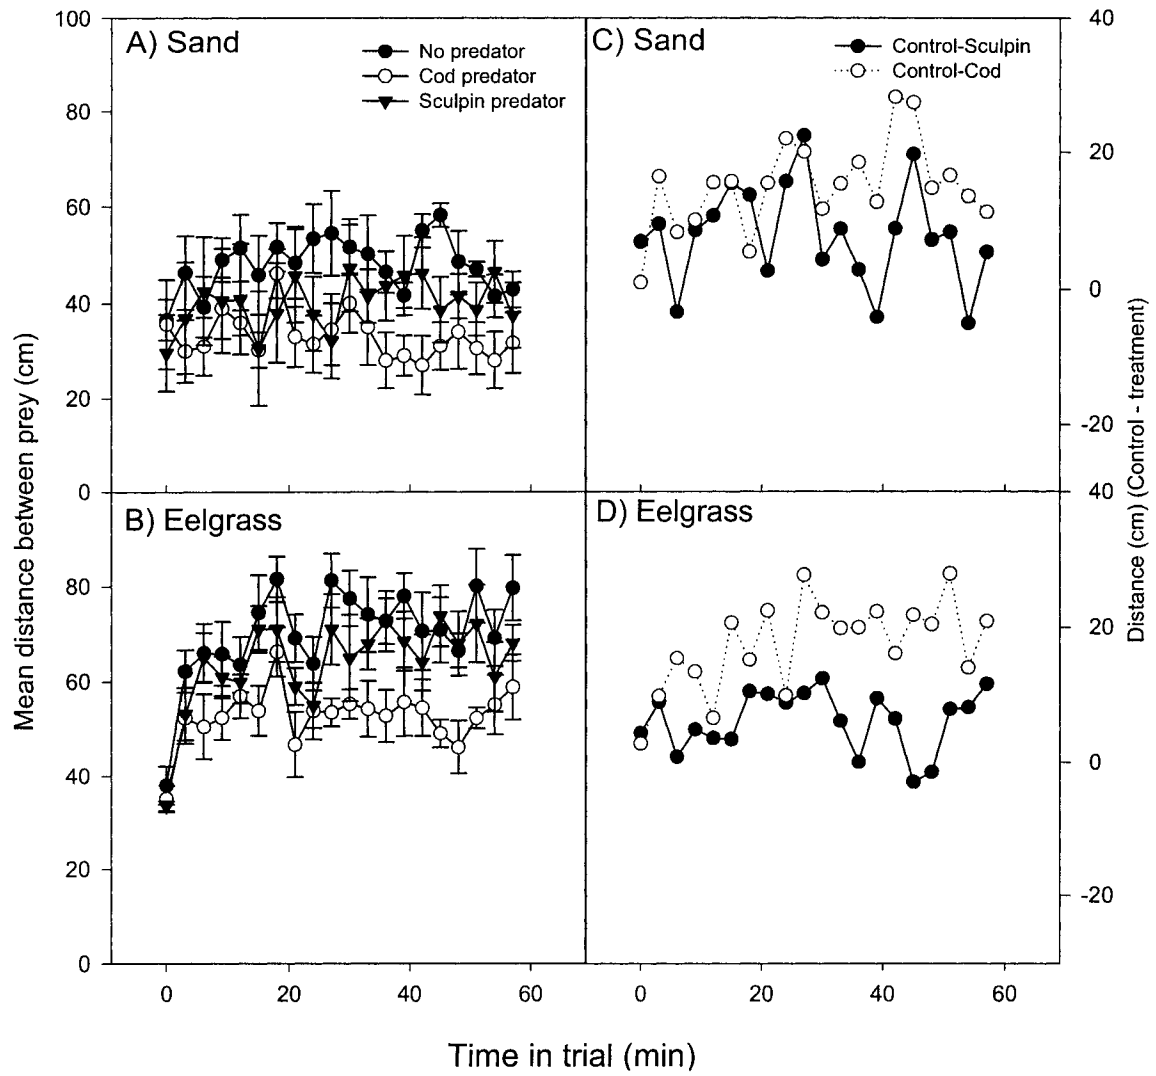 A) Sand
No predator
Cod predator
Sculpin predator
100
80
60
40
20
0
C) Sand
Control-Sculpin
Control-Cod
40
20
0
-20
40
B) Eelgrass
80
60
40
20
0
D) Eelgrass
20
0
-20
0 20 40 60
0 20 40 60
Mean distance between prey (cm)
Distance (cm) (Control - treatment)
Time in trial (min)